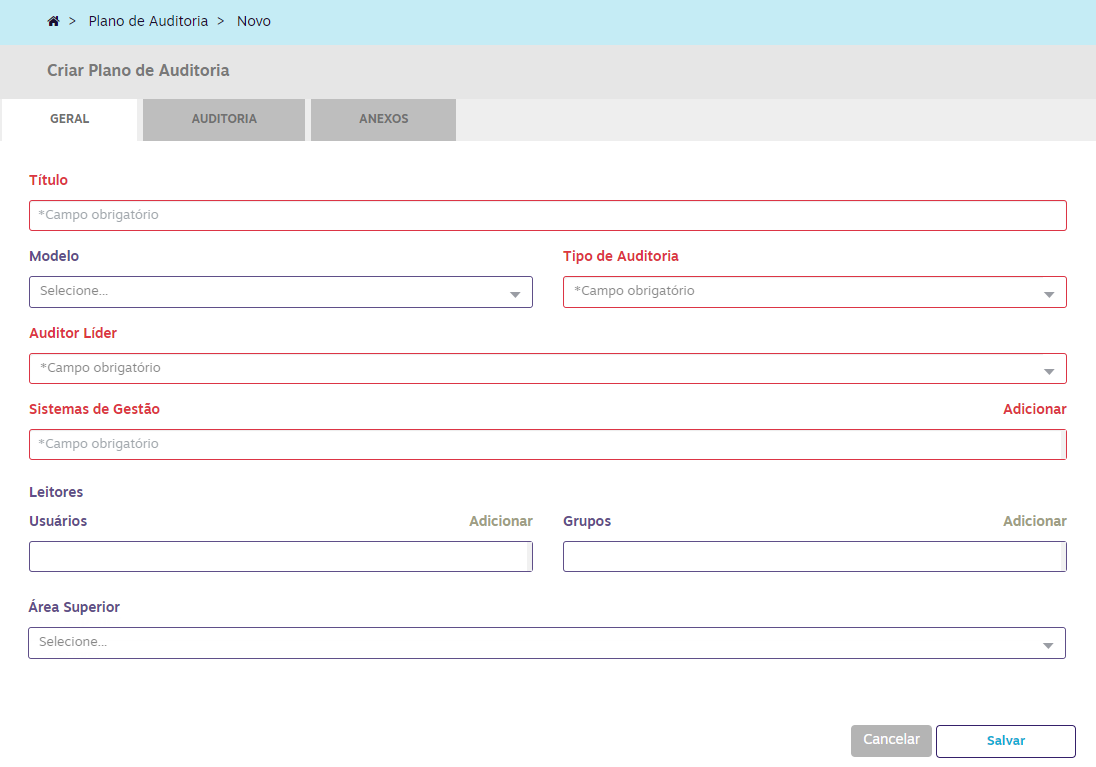 > Plano de Auditoria > Novo
Criar Plano de Auditoria
GERAL AUDITORIA ANEXOS
Título
*Campo obrigatório
Modelo Tipo de Auditoria
Selecione... *Campo obrigatório
Auditor Líder
*Campo obrigatório
Sistemas de Gestão Adicionar
*Campo obrigatório
Leitores
Usuários Adicionar Grupos Adicionar
Área Superior
Selecione...
Cancelar Salvar